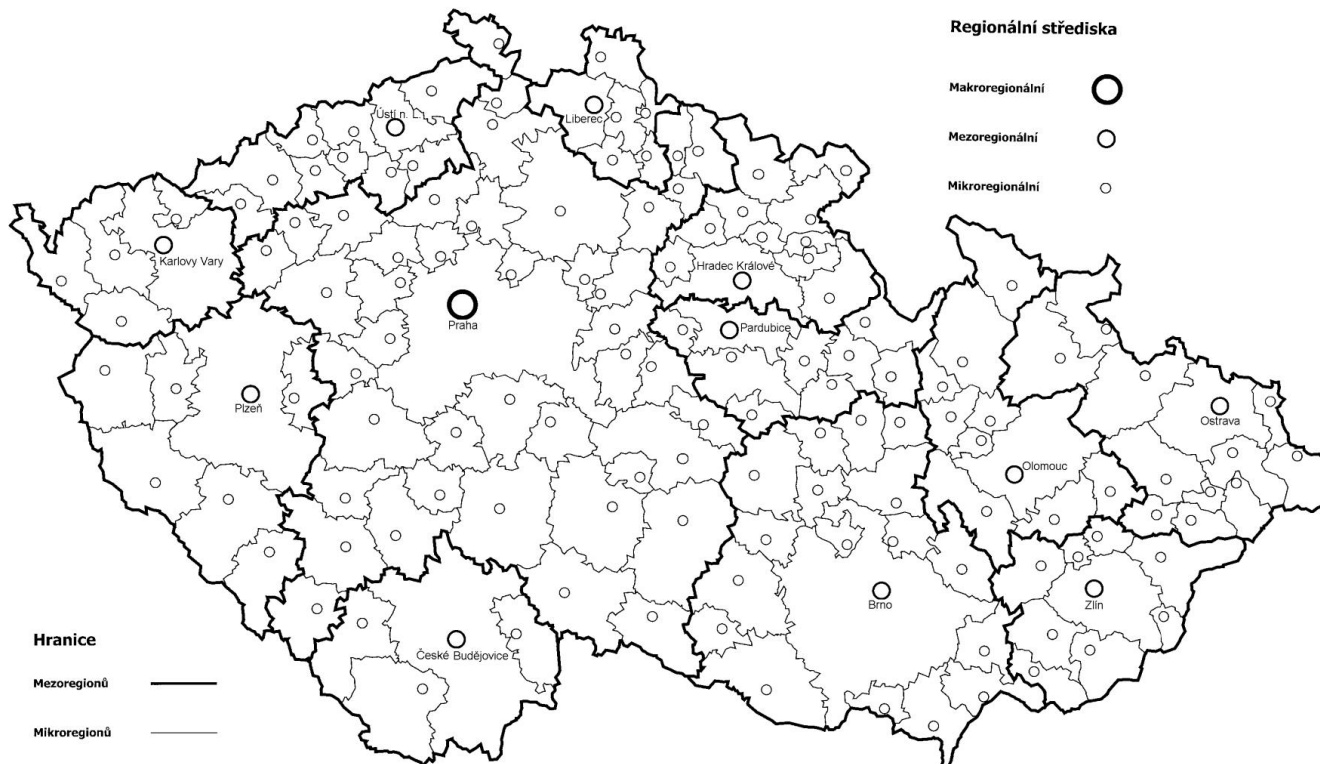 Regionální střediska
Makroregionální
Mezoregionální
Mikroregionální
Ústí n. L.
Liberec
Karlovy Vary
Hradec Králové
Praha
Pardubice
Plzeň
Ostrava
Olomouc
Brno
Zlín
České Budějovice
Hranice
Mezoregionů
Mikroregionů